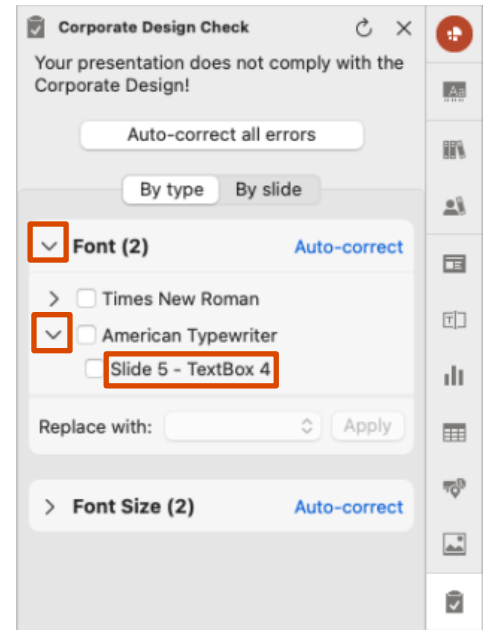 Corporate Design Check
Your presentation does not comply with the
Corporate Design!
Auto-correct all errors
By type By slide
Font (2) Auto-correct
Times New Roman
American Typewriter
Slide 5 - TextBox 4
Replace with: Apply
Font Size (2) Auto-correct
Aa
T